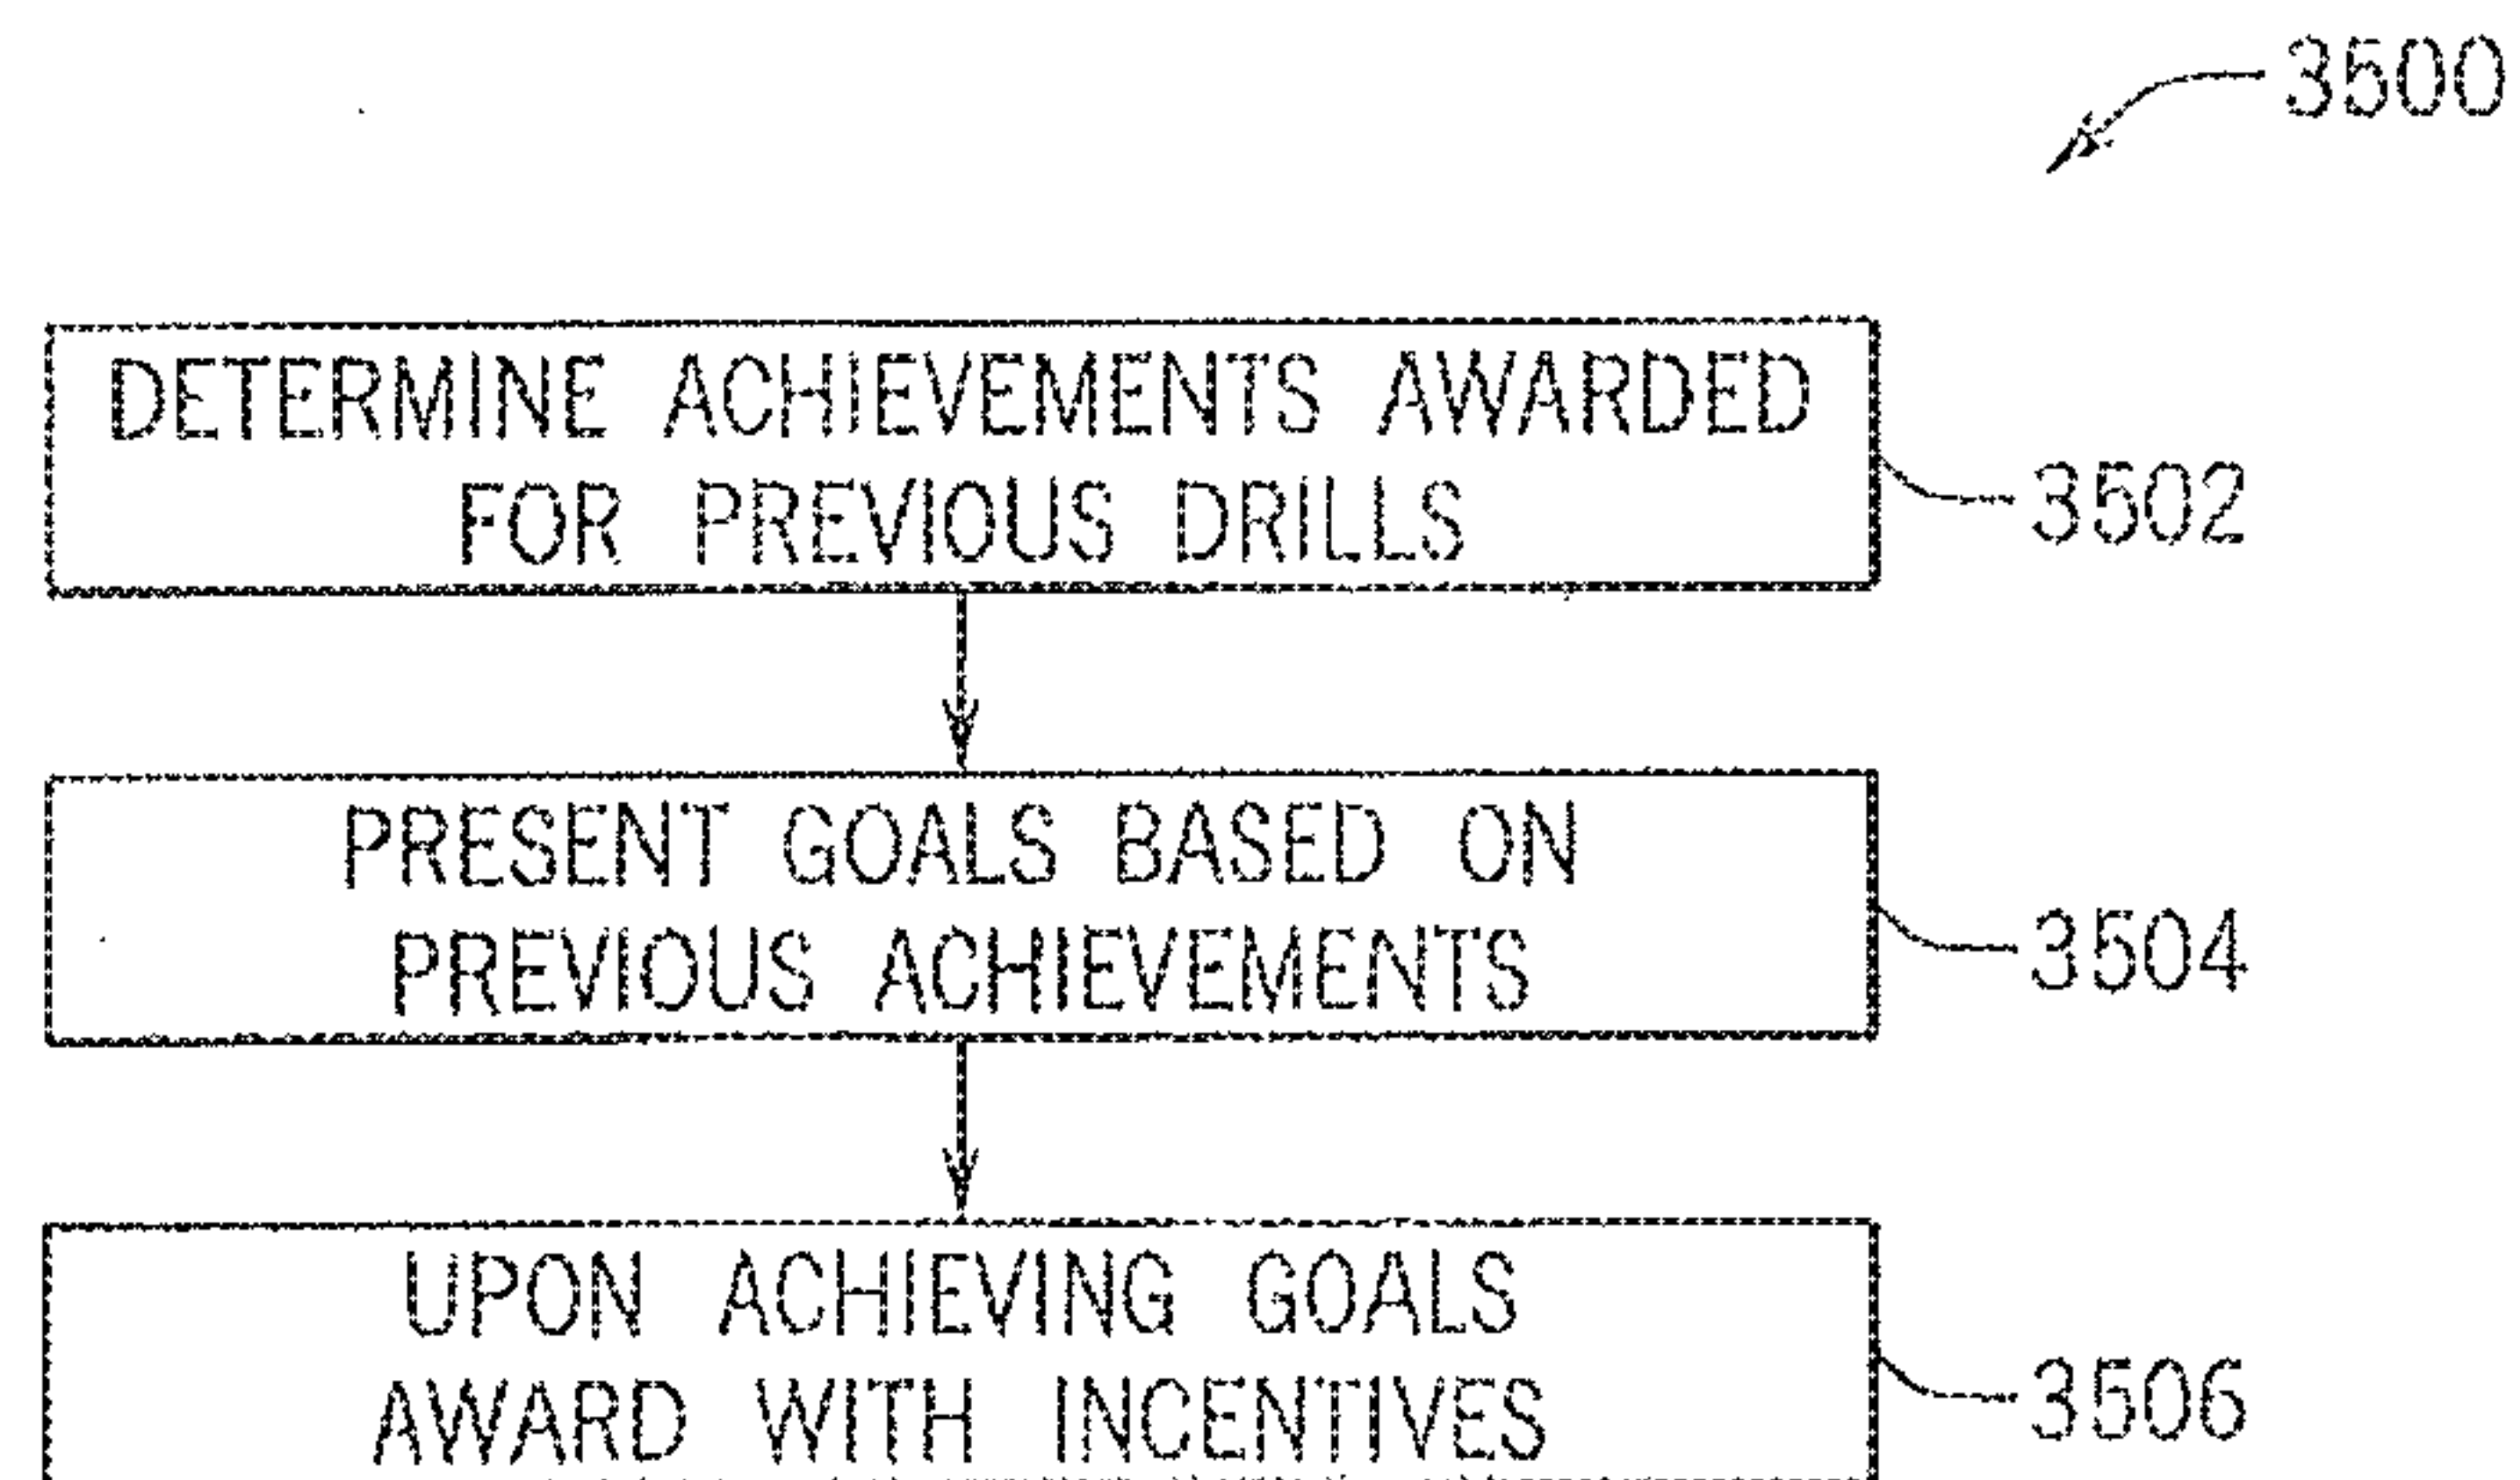 3500
DETERMINE ACHIEVEMENTS AWARDED
FOR PREVIOUS DRILLS
3502
PRESENT GOALS BASED ON
PREVIOUS ACHIEVEMENTS
3504
UPON ACHIEVING GOALS
AWARD WITH INCENTIVES
3506